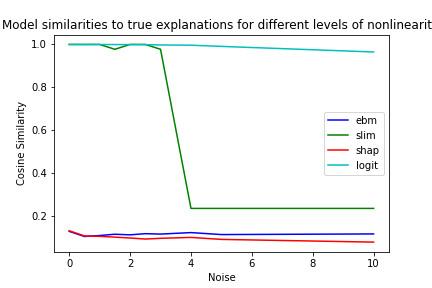 Model similarities to true explanations for different levels of nonlinearit
1.0
0.8
0.6
0.4
0.2
Cosine Similarity
ebm
slim
shap
logit
0 2 4 6 8 10
Noise